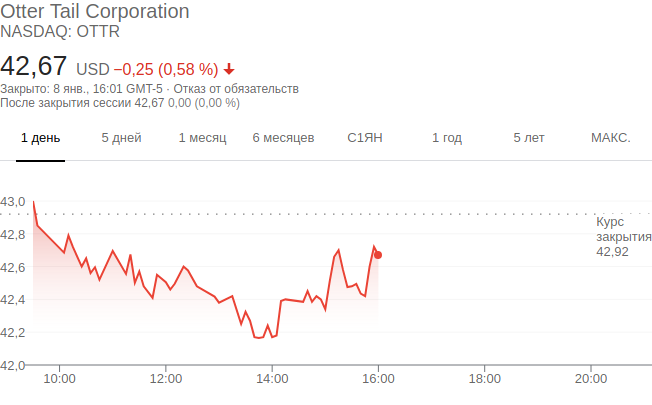 Otter Tail Corporation
NASDAQ: OTTR
42,67 USD −0,25 (0,58 %)
Закрыто: 8 янв., 16:01 GMT-5 · Отказ от обязательств
После закрытия сессии 42,67 0,00 (0,00 %)
1 день 5 дней 1 месяц 6 месяцев С1ЯН 1 год 5 лет МАКС.
43,0
42,8
42,6
42,4
42,2
42,0
Курс
закрытия
42,92
10:00 12:00 14:00 16:00 18:00 20:00